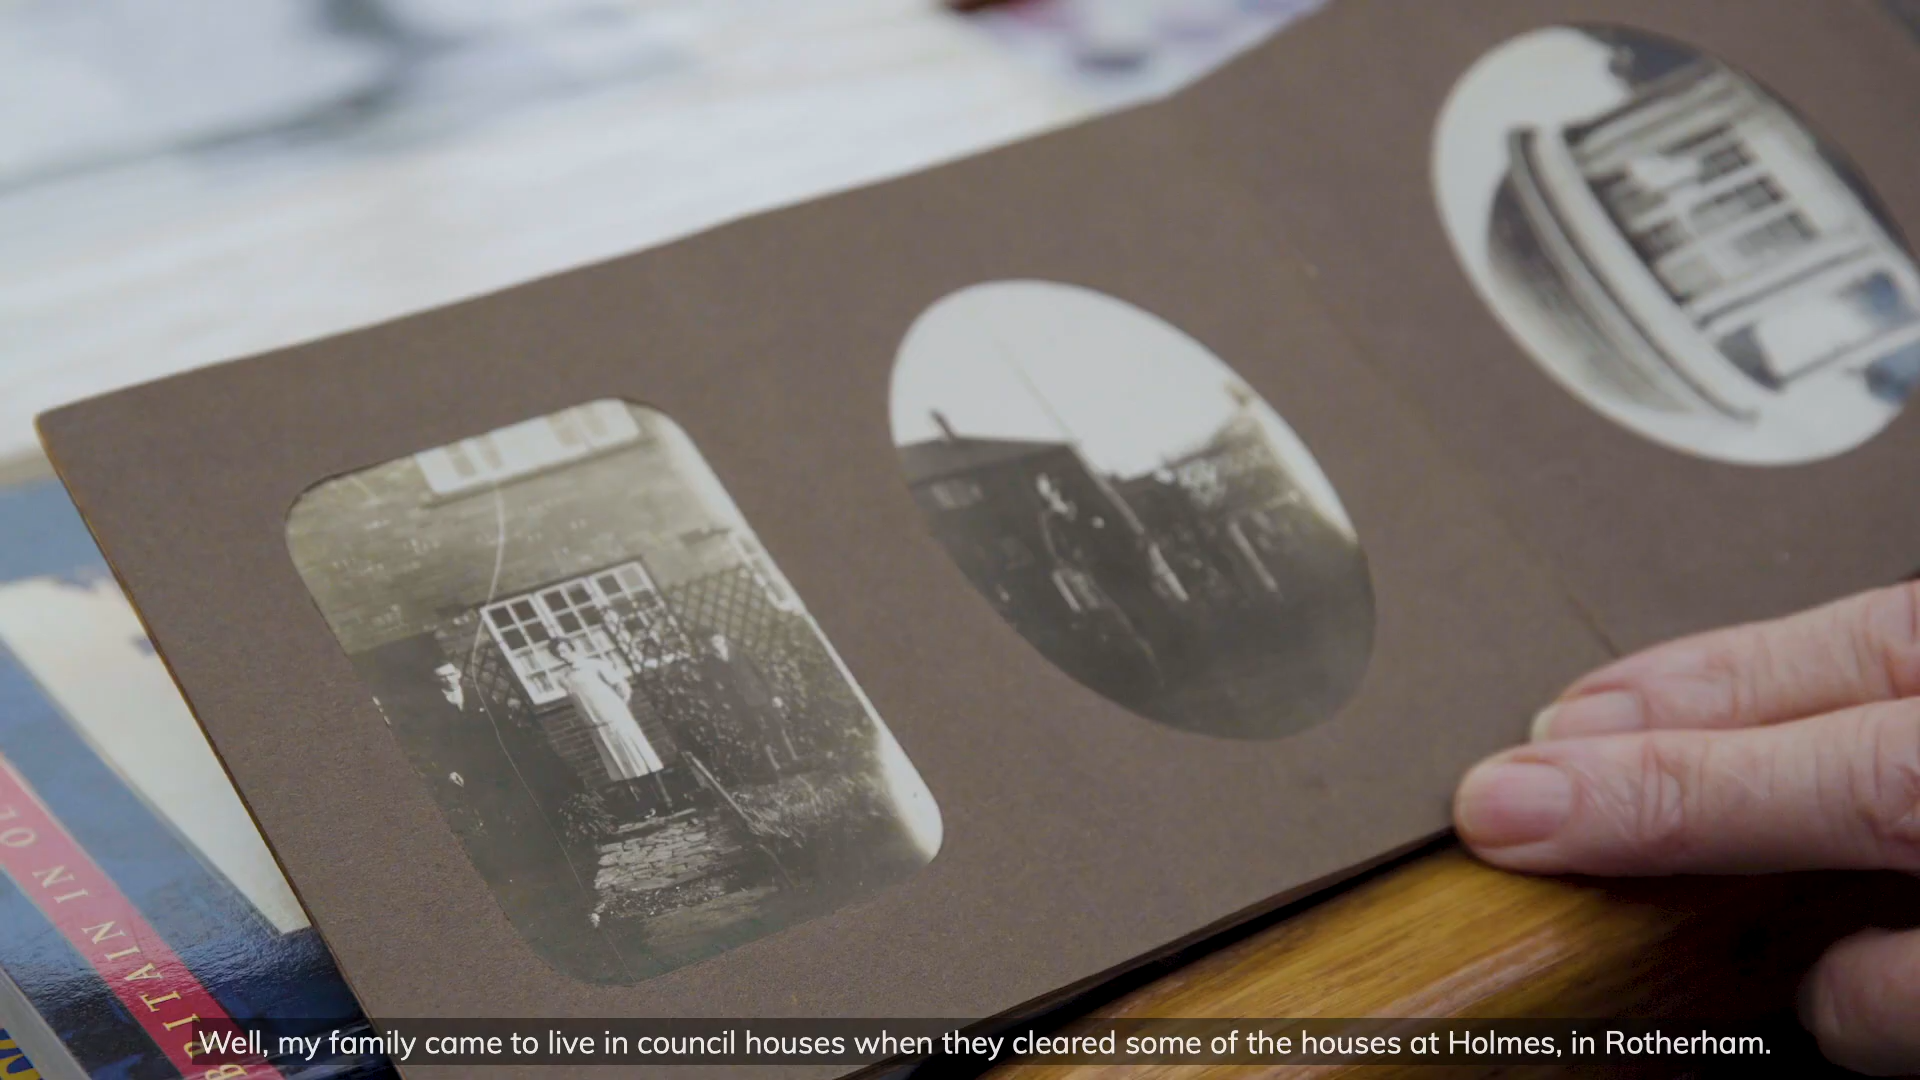 BRITAIN IN OL
Well, my family came to live in council houses when they cleared some of the houses at Holmes, in Rotherham.